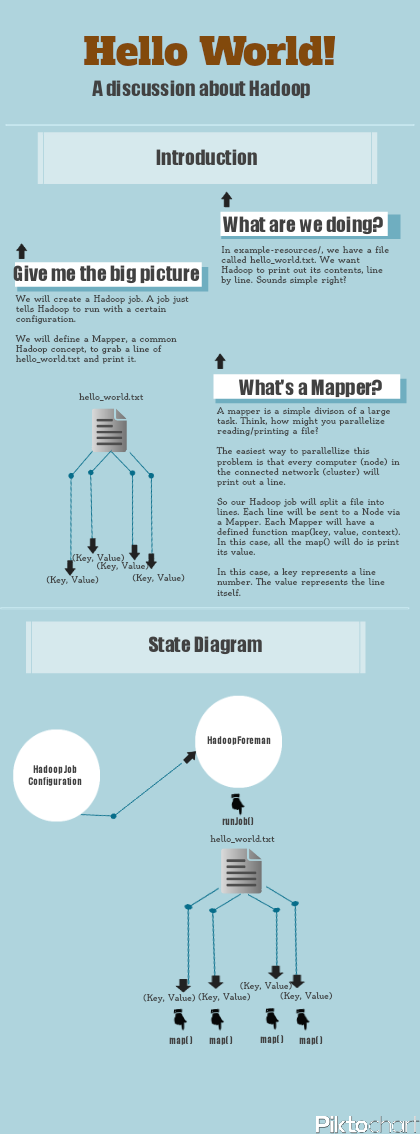 Hello World!
A discussion about Hadoop
Introduction
What are we doing?
In example-resources/, we have a file
called hello_world.txt. We want
Hadoop to print out its contents, line
by line. Sounds simple right?
Give me the big picture
We will create a Hadoop job. A job just
tells Hadoop to run with a certain
configuration.
We will define a Mapper, a common
Hadoop concept, to grab a line of
hello_world.txt and print it.
hello_world.txt
(Key, Value)
(Key, Value)
(Key, Value)
(Key, Value)
What's a Mapper?
A mapper is a simple divison of a large
task. Think, how might you parallelize
reading/printing a file?
The easiest way to parallellize this
problem is that every computer (node) in
the connected network (cluster) will
print out a line.
So our Hadoop job will split a file into
lines. Each line will be sent to a Node via
a Mapper. Each Mapper will have a
defined function map(key, value, context).
In this case, all the map() will do is print
its value.
In this case, a key represents a line
number. The value represents the line
itself.
State Diagram
HadoopForeman
Hadoop Job
Configuration
runJob()
hello_world.txt
(Key, Value)
(Key, Value)
(Key, Value)
(Key, Value)
map()
map()
map()
map()
Piktochart